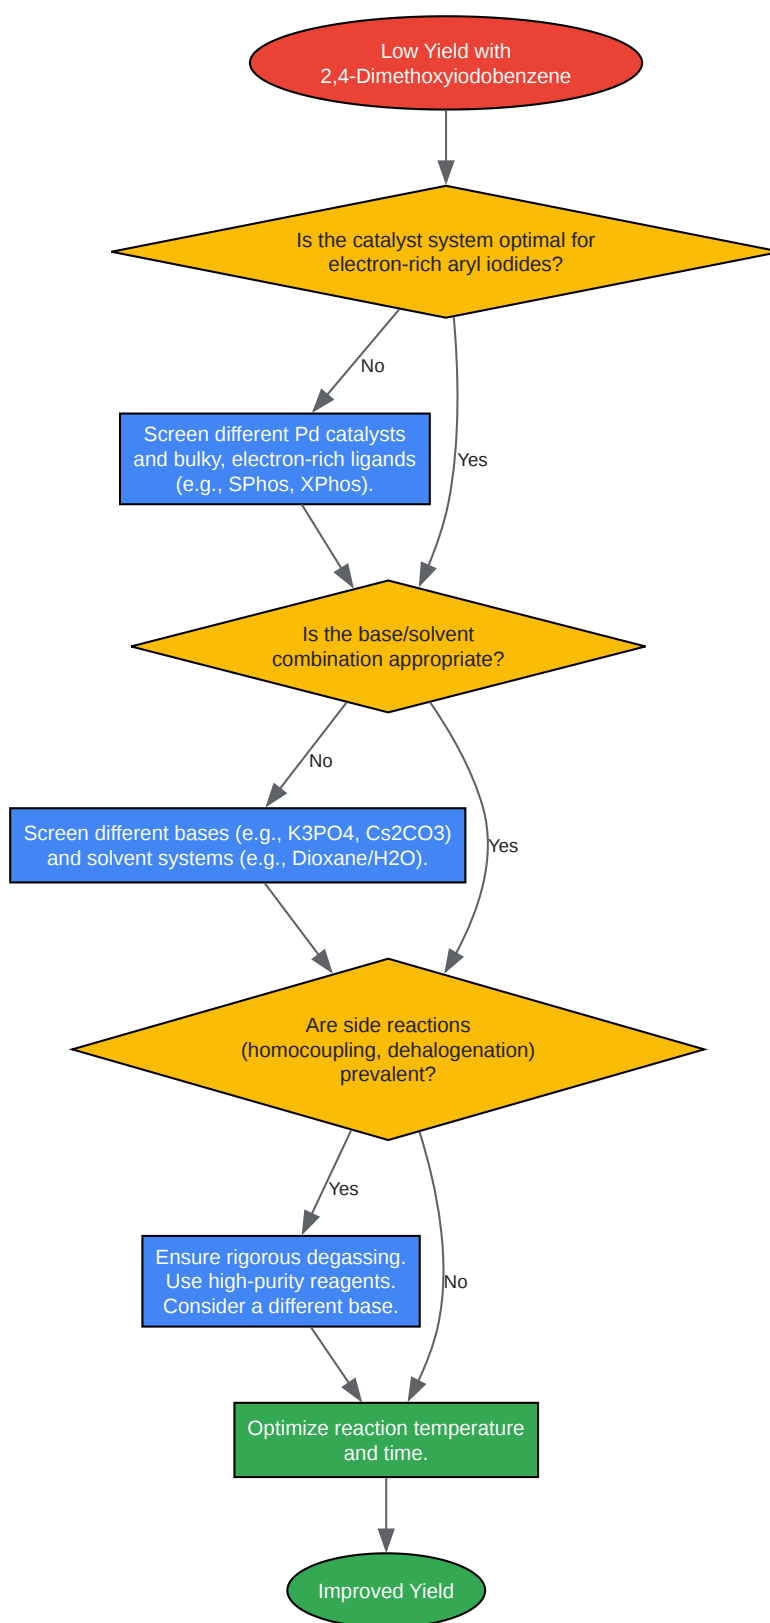 Low Yield with
2,4-Dimethoxyiodobenzene
Is the catalyst system optimal for
electron-rich aryl iodides?
No
Screen different Pd catalysts
and bulky, electron-rich ligands
(e.g., SPhos, XPhos).
Yes
Is the base/solvent
combination appropriate?
No
Screen different bases (e.g., K3PO4, Cs2CO3)
and solvent systems (e.g., Dioxane/H2O).
Yes
Are side reactions
(homocoupling, dehalogenation)
prevalent?
Yes
Ensure rigorous degassing.
Use high-purity reagents.
Consider a different base.
No
Optimize reaction temperature
and time.
Improved Yield